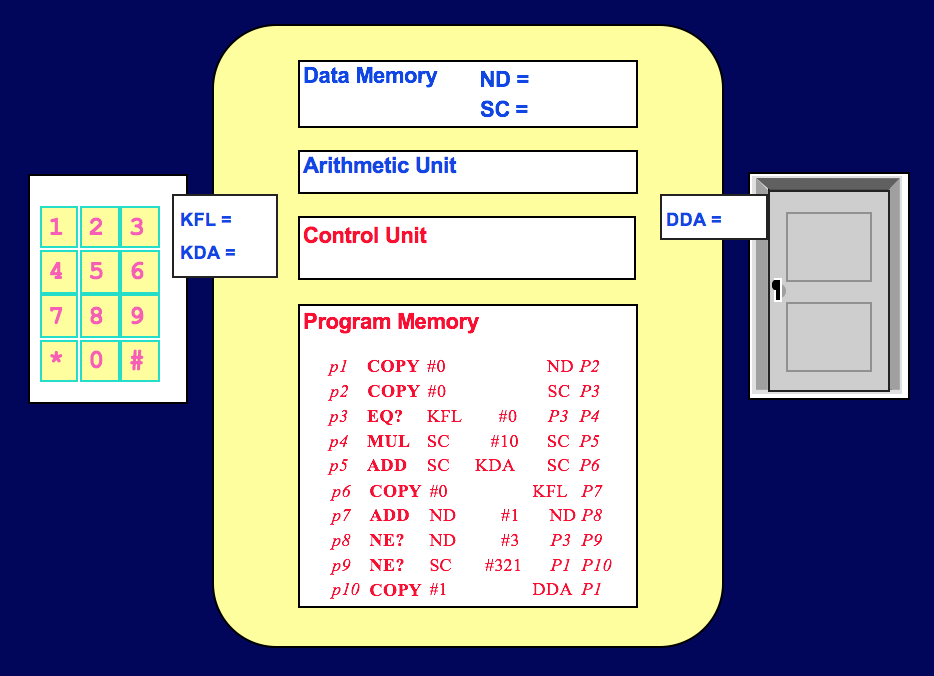 Data Memory ND =
SC =
Arithmetic Unit
1 2 3
KFL =
DDA =
Control Unit
KDA =
4 5 6
7 8 9
* 0 #
Program Memory
p1 COPY #0 ND P2
p2 COPY #0 SC P3
p3 EQ? KFL #0 P3 P4
p4 MUL SC #10 SC P5
p5 ADD SC KDA SC P6
p6 COPY #0 KFL P7
p7 ADD ND #1 ND P8
p8 NE? ND #3 P3 P9
p9 NE? SC #321 P1 P10
p10 COPY #1 DDA P1